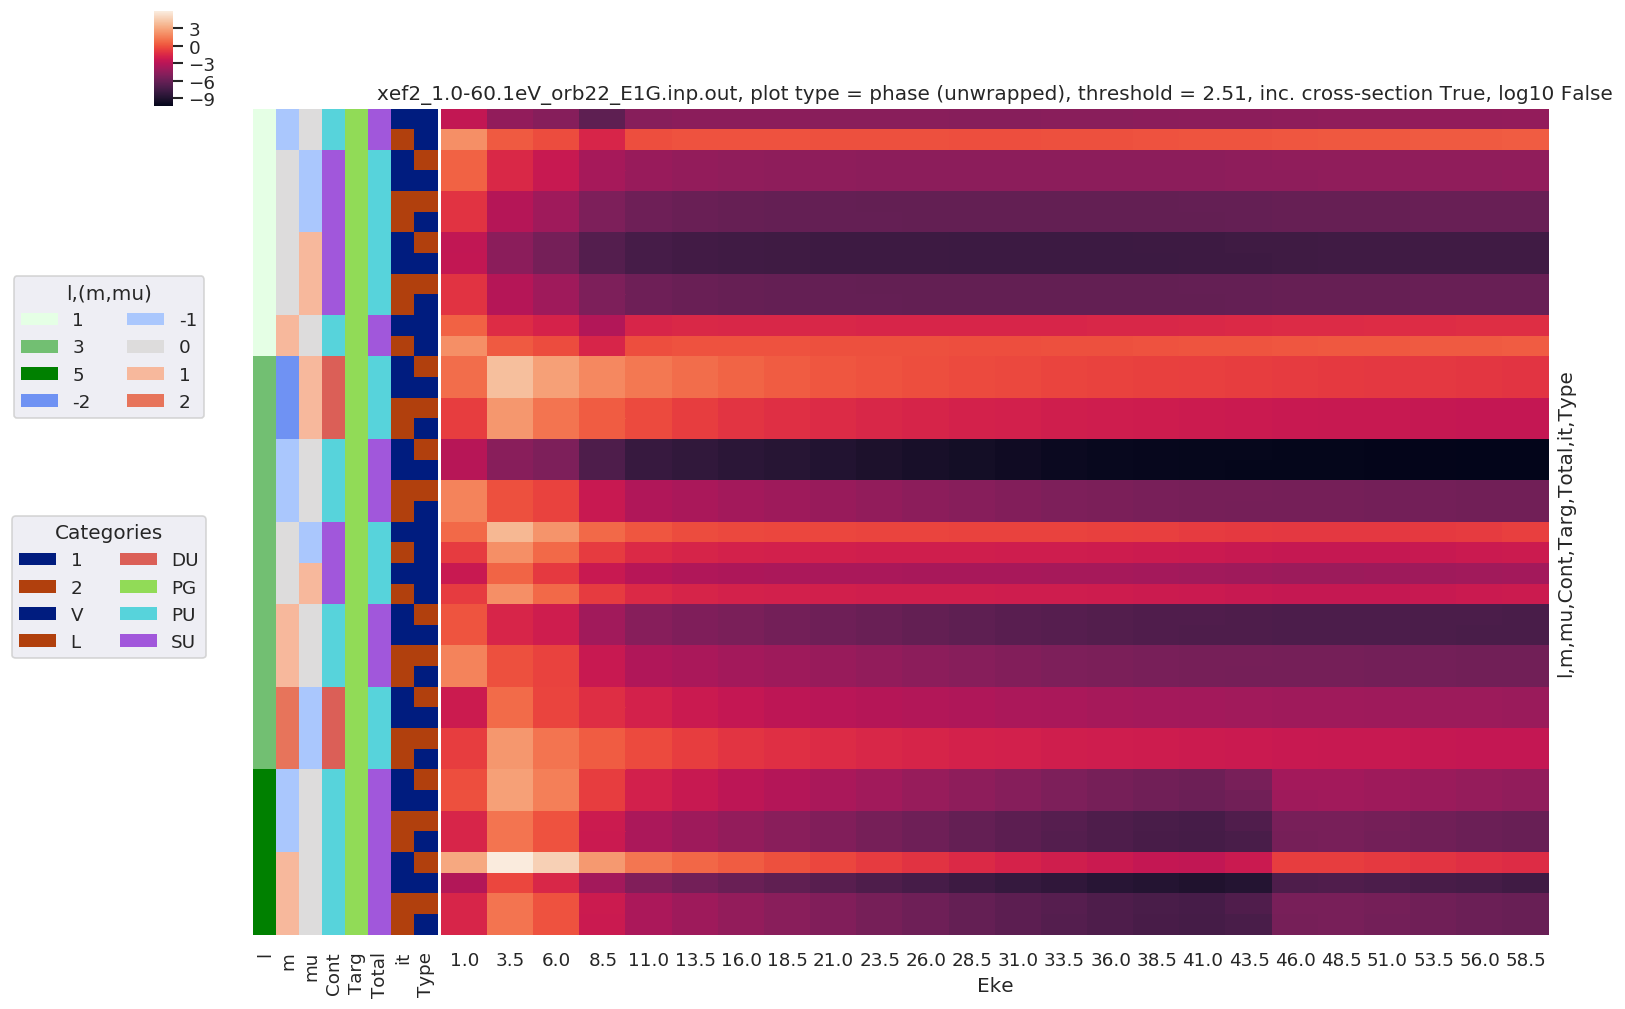 3
0
−3
−6
−9
xef2_1.0-60.1eV_orb22_E1G.inp.out, plot type = phase (unwrapped), threshold = 2.51, inc. cross-section True, log10 False
l,(m,mu)
1 -1
3 0
5 1
-2 2
Categories
1 DU
2 PG
V PU
L SU
l,m,mu,Cont,Targ,Total,it,Type
l m mu Cont Targ Total it Type
1.0 3.5 6.0 8.5 11.0 13.5 16.0 18.5 21.0 23.5 26.0 28.5 31.0 33.5 36.0 38.5 41.0 43.5 46.0 48.5 51.0 53.5 56.0 58.5
Eke